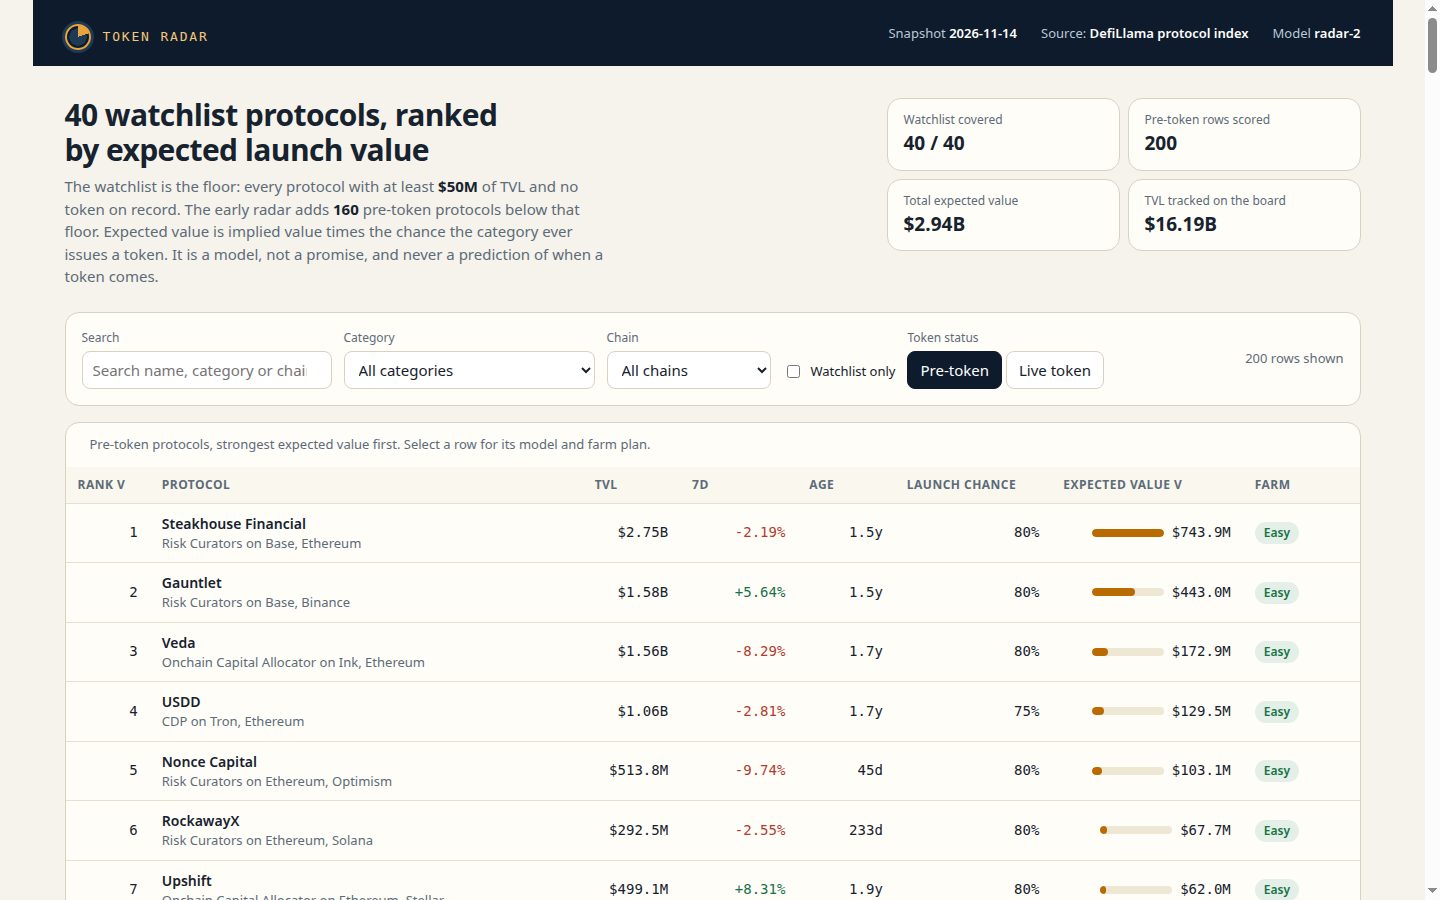 TOKEN RADAR
Snapshot 2026-11-14 Source: DefiLlama protocol index Model radar-2
40 watchlist protocols, ranked
by expected launch value
The watchlist is the floor: every protocol with at least $50M of TVL and no
token on record. The early radar adds 160 pre-token protocols below that
floor. Expected value is implied value times the chance the category ever
issues a token. It is a model, not a promise, and never a prediction of when a
token comes.
Watchlist covered
40 / 40
Pre-token rows scored
200
Total expected value
$2.94B
TVL tracked on the board
$16.19B
Search Category Chain Token status
Search name, category or chai All categories All chains Watchlist only Pre-token Live token 200 rows shown
Pre-token protocols, strongest expected value first. Select a row for its model and farm plan.
RANK V PROTOCOL TVL 7D AGE LAUNCH CHANCE EXPECTED VALUE V FARM
1 Steakhouse Financial $2.75B -2.19% 1.5y 80% $743.9M Easy
Risk Curators on Base, Ethereum
2 Gauntlet $1.58B +5.64% 1.5y 80% $443.0M Easy
Risk Curators on Base, Binance
3 Veda $1.56B -8.29% 1.7y 80% $172.9M Easy
Onchain Capital Allocator on Ink, Ethereum
4 USDD $1.06B -2.81% 1.7y 75% $129.5M Easy
CDP on Tron, Ethereum
5 Nonce Capital $513.8M -9.74% 45d 80% $103.1M Easy
Risk Curators on Ethereum, Optimism
6 RockawayX $292.5M -2.55% 233d 80% $67.7M Easy
Risk Curators on Ethereum, Solana
7 Upshift $499.1M +8.31% 1.9y 80% $62.0M Easy
Onchain Capital Allocator on Ethereum, Stellar